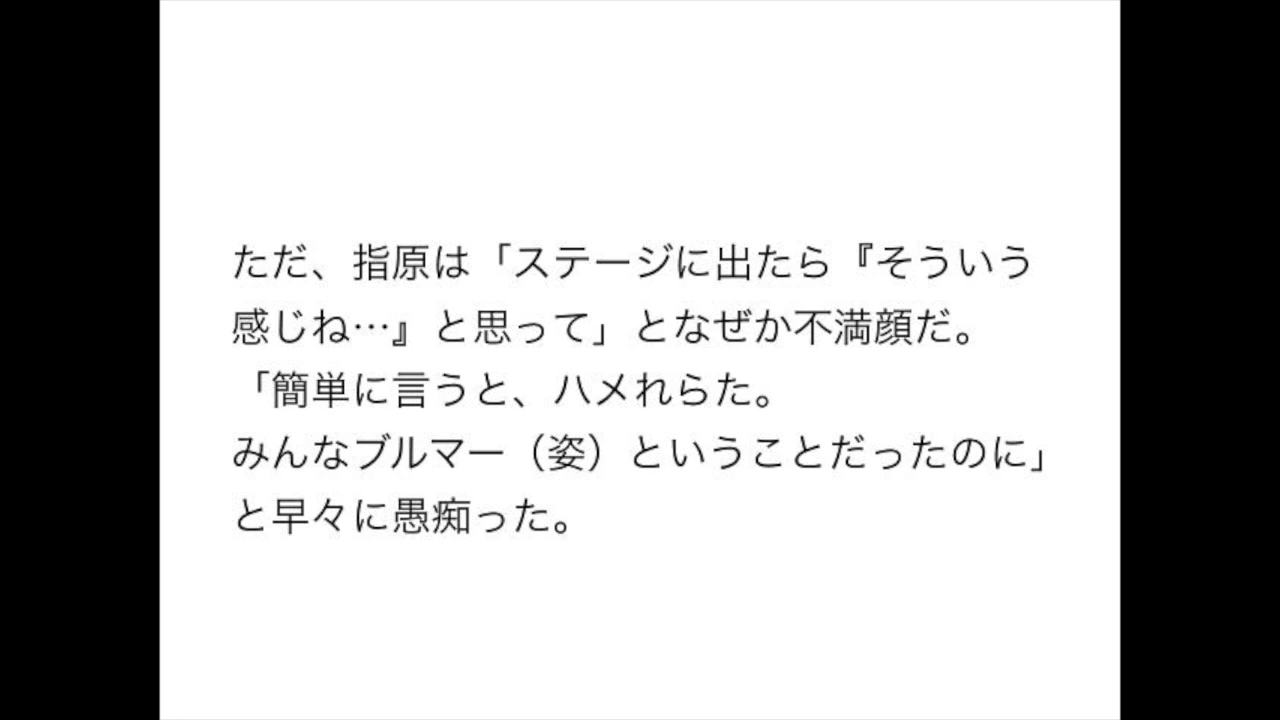 ただ、指原は「ステージに出たら『そういう
感じね…』と思って」となぜか不満顔だ。
「簡単に言うと、ハメれらた。
みんなブルマー（姿）ということだったのに」
と早々に愚痴った。